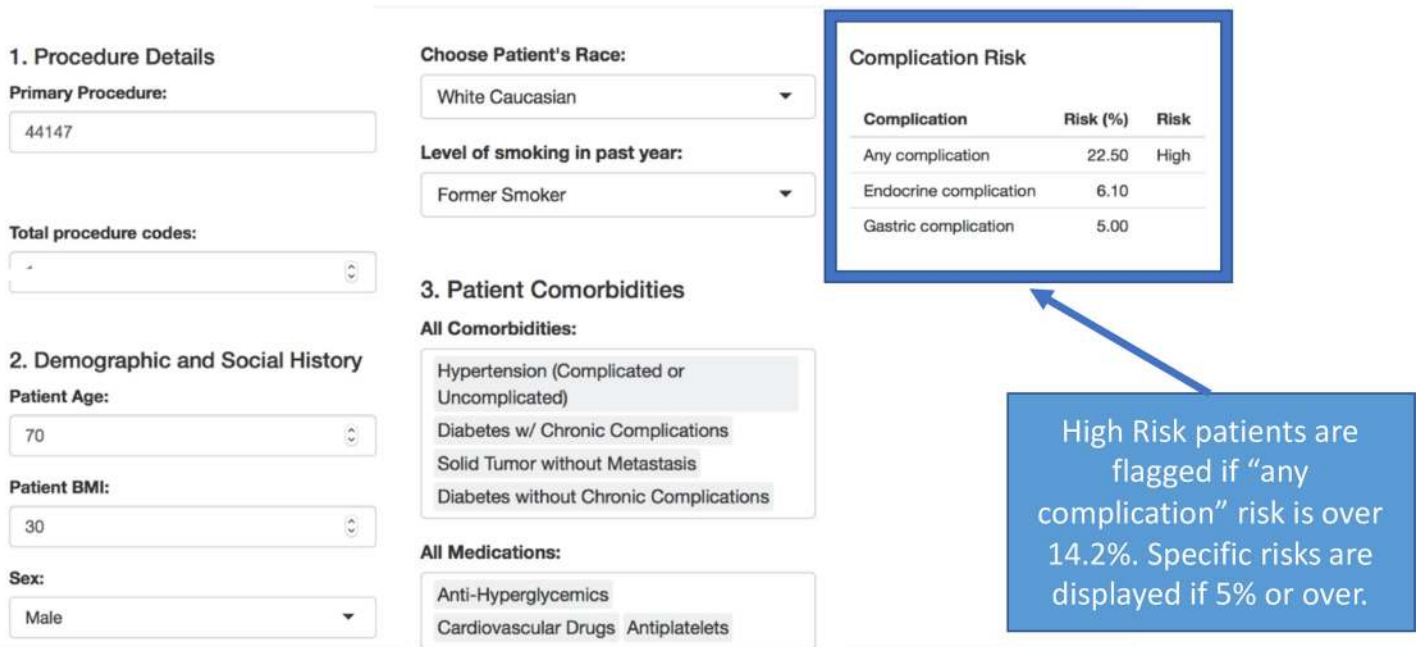 1. Procedure Details
Primary Procedure:
44147
Total procedure codes:
2. Demographic and Social History
Patient Age:
70
Patient BMI:
30
Sex:
Male
Choose Patient's Race:
White Caucasian
Level of smoking in past year:
Former Smoker
3. Patient Comorbidities
All Comorbidities:
Hypertension (Complicated or
Uncomplicated)
Diabetes w/ Chronic Complications
Solid Tumor without Metastasis
Diabetes without Chronic Complications
All Medications:
Anti-Hyperglycemics
Cardiovascular Drugs Antiplatelets
Complication Risk
Complication Risk (%) Risk
Any complication 22.50 High
Endocrine complication 6.10
Gastric complication 5.00
High Risk patients are
flagged if “any
complication” risk is over
14.2%. Specific risks are
displayed if 5% or over.